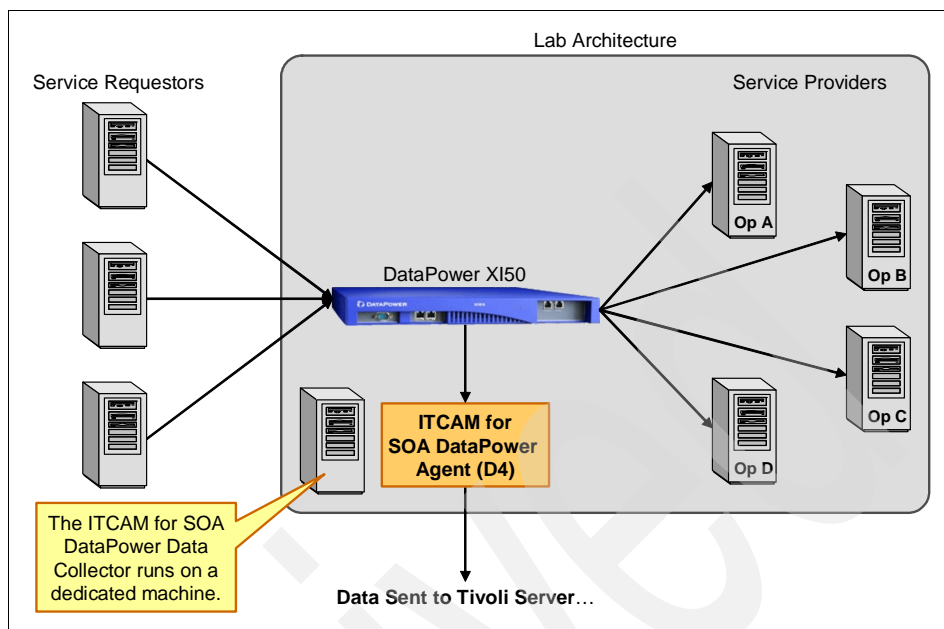 Lab Architecture
Service Requestors
Service Providers
Op A
Op B
DataPower XI50
DATAPOWER
Op C
ITCAM for
SOA DataPower
Agent (D4)
Op D
The ITCAM for SOA
DataPower Data
Collector runs on a
dedicated machine.
Data Sent to Tivoli Server…